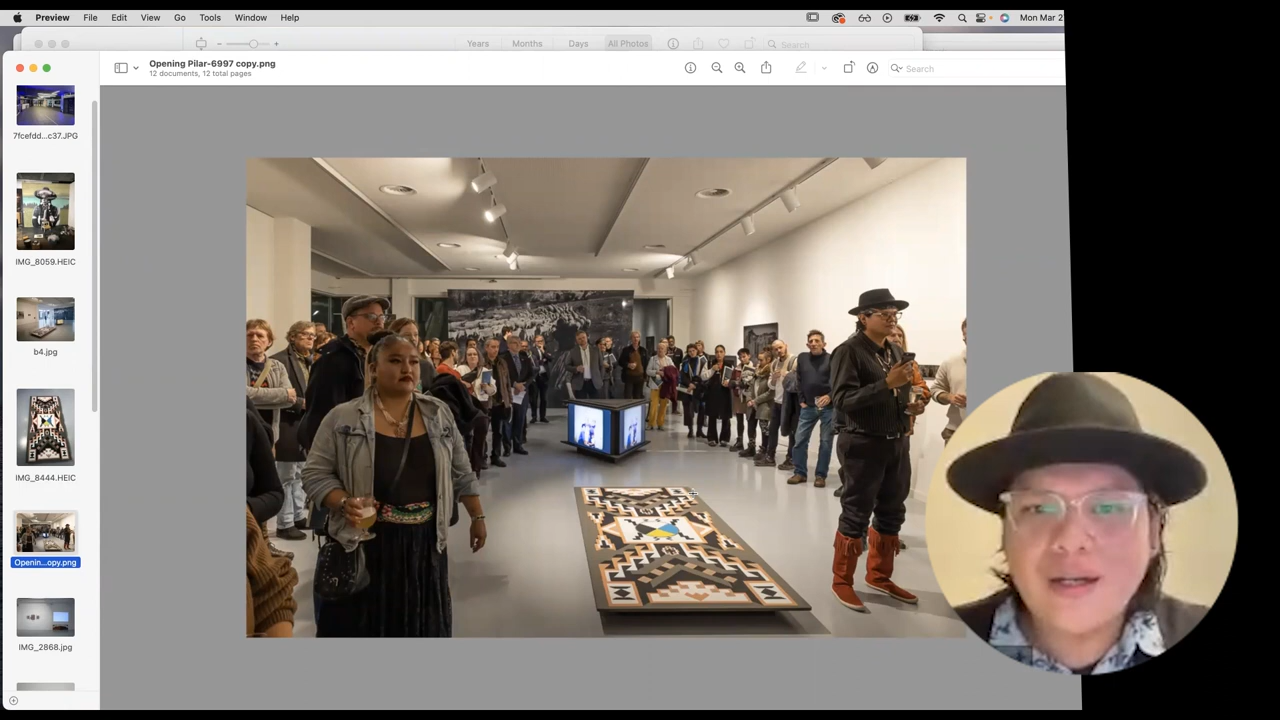 Preview File Edit View Go Tools Window Help Mon Mar 2
Years Months Days All Photos Search
Opening Pilar-6997 copy.png
12 documents, 12 total pages
Search
7fcefdd...c37.JPG
IMG_8059.HEIC
b4.jpg
IMG_8444.HEIC
Openin...opy.png
IMG_2868.jpg